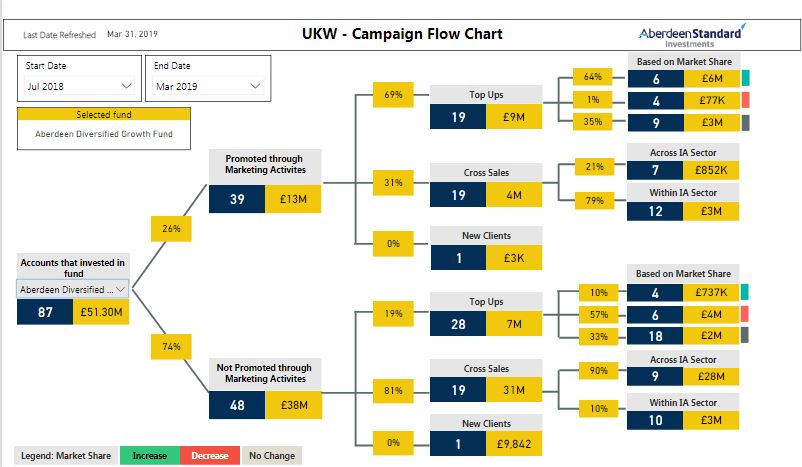 Last Date Refreshed Mar 31, 2019
UKW - Campaign Flow Chart
AberdeenStandard
Investments
Start Date
Jul 2018
End Date
Mar 2019
Selected fund
Aberdeen Diversified Growth Fund
Accounts that invested in
fund
Aberdeen Diversified ...
87 £51.30M
26%
74%
Promoted through
Marketing Activites
39 £13M
69%
31%
0%
Top Ups
19 £9M
64%
1%
35%
Based on Market Share
6 £6M
4 £77K
9 £3M
Cross Sales
19 4M
21%
79%
Across IA Sector
7 £852K
Within IA Sector
12 £3M
New Clients
1 £3K
Not Promoted through
Marketing Activites
48 £38M
19%
81%
0%
Top Ups
28 7M
10%
57%
33%
Based on Market Share
4 £737K
6 £4M
18 £2M
Cross Sales
19 31M
90%
10%
Across IA Sector
9 £28M
Within IA Sector
10 £3M
New Clients
1 £9,842
Legend: Market Share Increase Decrease No Change